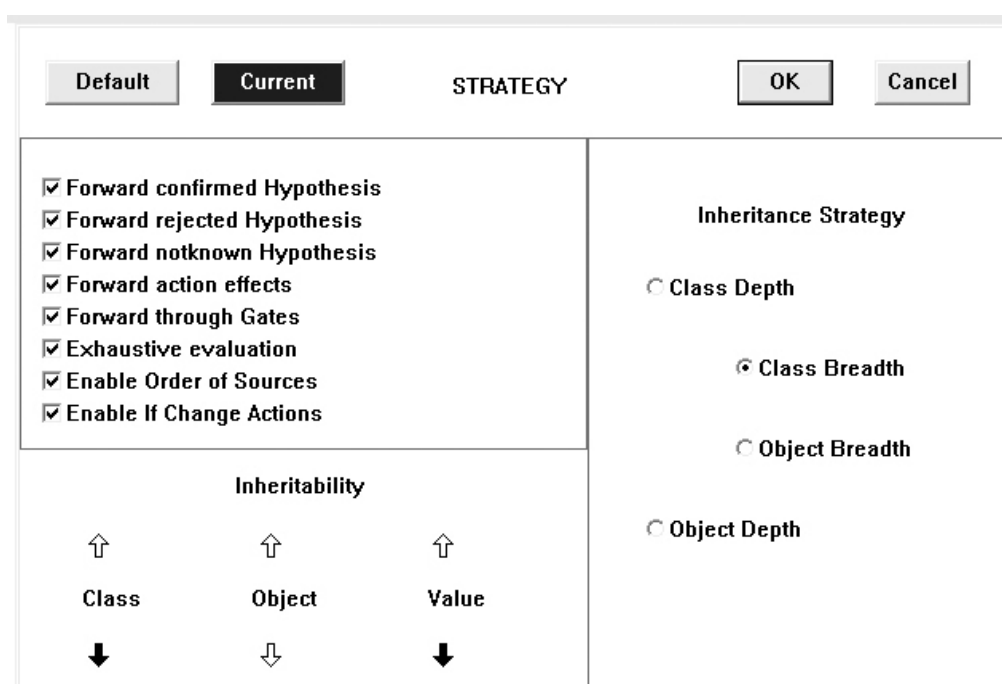 Default Current STRATEGY OK Cancel
Forward confirmed Hypothesis
Forward rejected Hypothesis
Forward notknown Hypothesis
Forward action effects
Forward through Gates
Exhaustive evaluation
Enable Order of Sources
Enable If Change Actions
Inheritability
Class Object Value
Inheritance Strategy
Class Depth
Class Breadth
Object Breadth
Object Depth